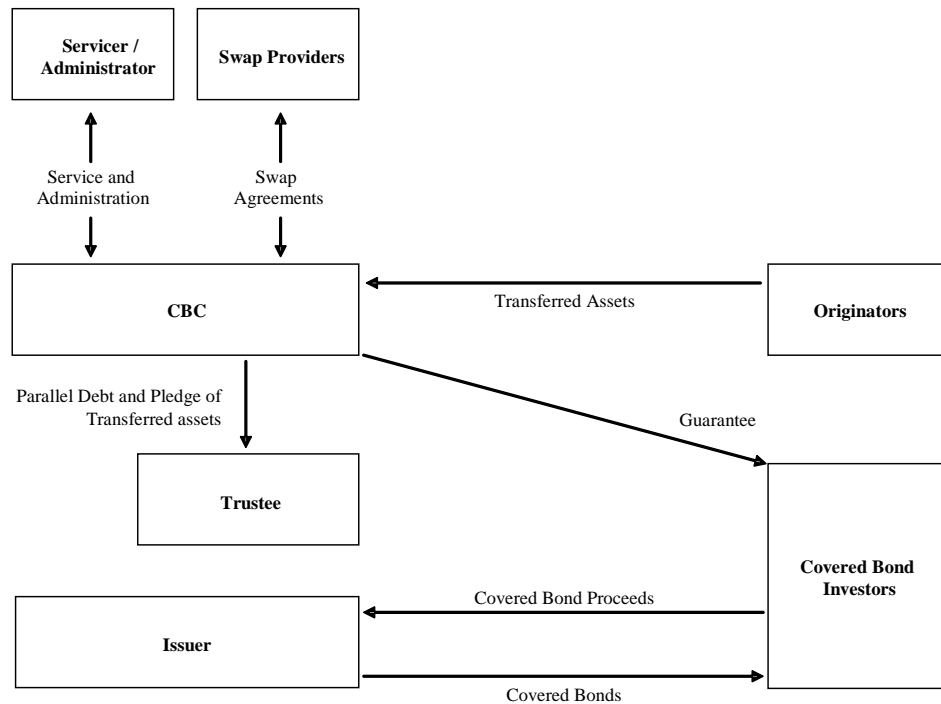 Servicer /
Administrator
Swap Providers
Service and
Administration
Swap
Agreements
CBC
Transferred Assets
Originators
Parallel Debt and Pledge of
Transferred assets
Guarantee
Trustee
Covered Bond
Investors
Covered Bond Proceeds
Issuer
Covered Bonds